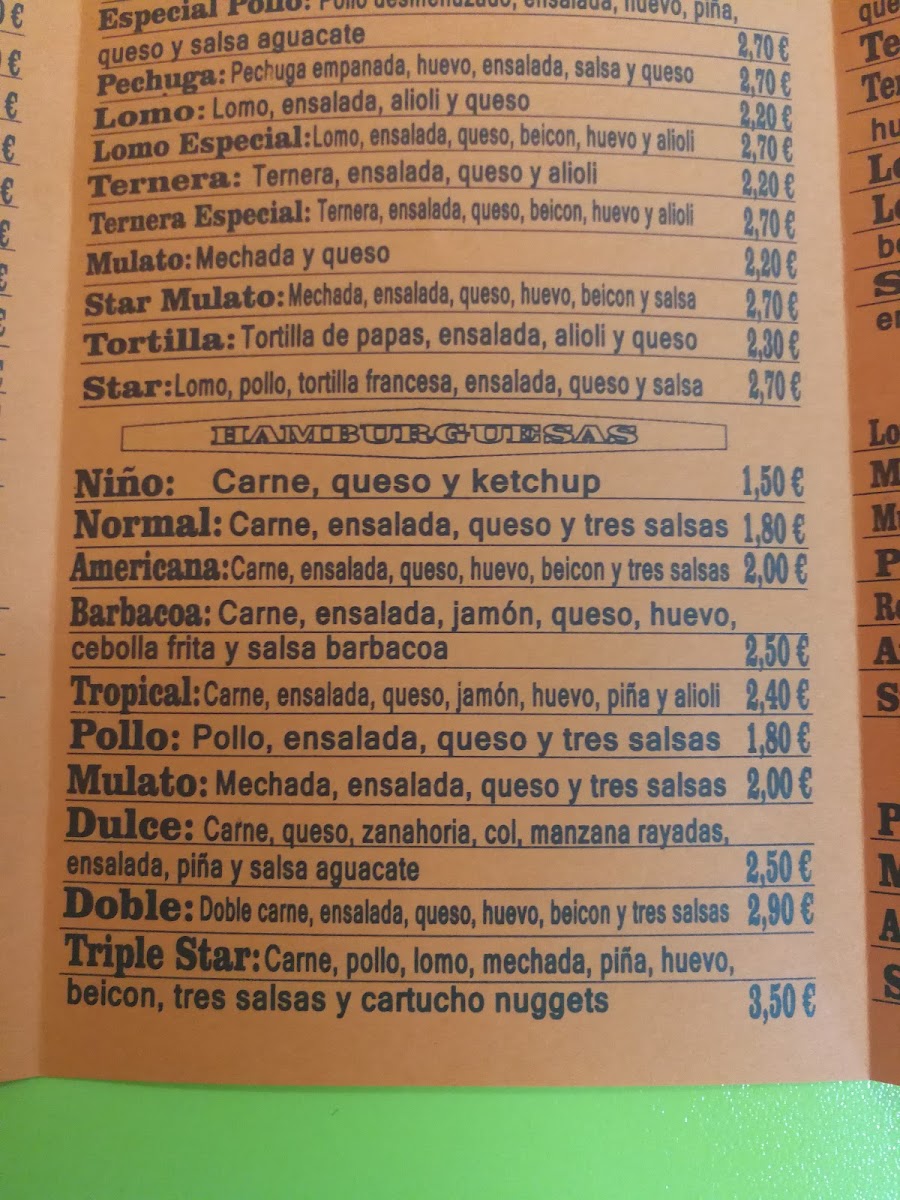 Especial Pollo: Pollo desmenuzado, ensalada, huevo, piña,
queso y salsa aguacate 2,70 €
Pechuga: Pechuga empanada, huevo, ensalada, salsa y queso 2,70 €
Lomo: Lomo, ensalada, alioli y queso 2,20 €
Lomo Especial: Lomo, ensalada, queso, beicon, huevo y alioli 2,70 €
Ternera: Ternera, ensalada, queso y alioli 2,20 €
Ternera Especial: Ternera, ensalada, queso, beicon, huevo y alioli 2,70 €
Mulato: Mechada y queso 2,20 €
Star Mulato: Mechada, ensalada, queso, huevo, beicon y salsa 2,70 €
Tortilla: Tortilla de papas, ensalada, alioli y queso 2,30 €
Star: Lomo, pollo, tortilla francesa, ensalada, queso y salsa 2,70 €
HAMBURGUESAS
Niño: Carne, queso y ketchup 1,50 €
Normal: Carne, ensalada, queso y tres salsas 1,80 €
Americana: Carne, ensalada, queso, huevo, beicon y tres salsas 2,00 €
Barbacoa: Carne, ensalada, jamón, queso, huevo,
cebolla frita y salsa barbacoa 2,50 €
Tropical: Carne, ensalada, queso, jamón, huevo, piña y alioli 2,40 €
Pollo: Pollo, ensalada, queso y tres salsas 1,80 €
Mulato: Mechada, ensalada, queso y tres salsas 2,00 €
Dulce: Carne, queso, zanahoria, col, manzana rayadas,
ensalada, piña y salsa aguacate 2,50 €
Doble: Doble carne, ensalada, queso, huevo, beicon y tres salsas 2,90 €
Triple Star: Carne, pollo, lomo, mechada, piña, huevo,
beicon, tres salsas y cartucho nuggets 3,50 €